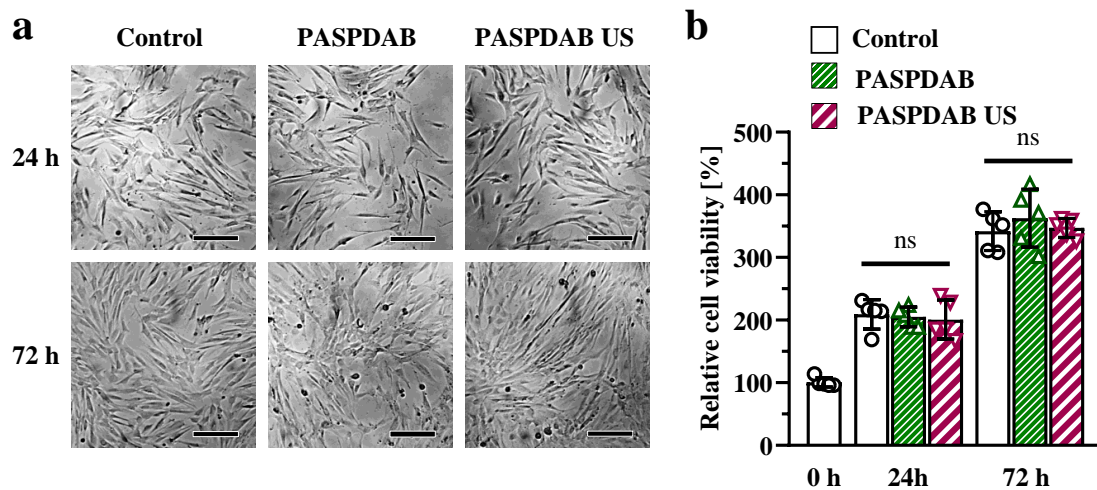 a
Control PASPDAB PASPDAB US
24 h
72 h
b
Control
PASPDAB
PASPDAB US
Relative cell viability [%]
500
400
300
200
100
0
ns
ns
0 h 24h 72 h